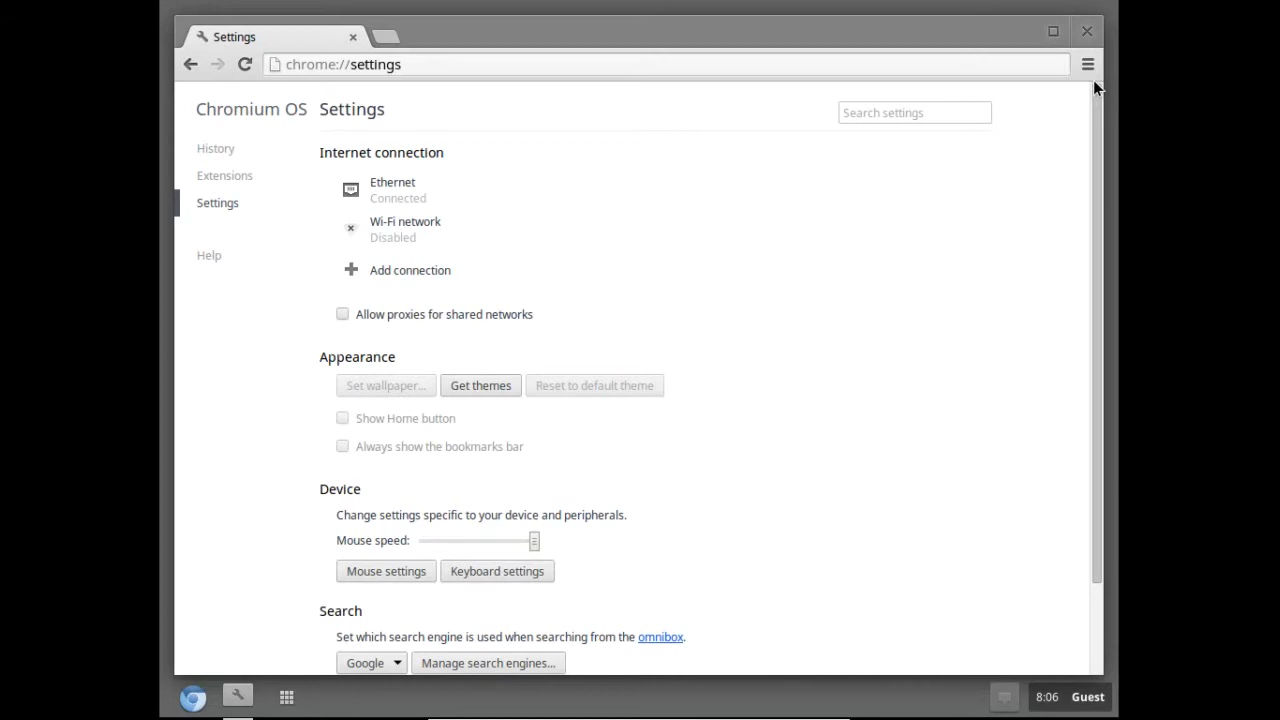 Settings
chrome://settings
Chromium OS
Settings
Search settings
History
Extensions
Settings
Help
Internet connection
Ethernet
Connected
Wi-Fi network
Disabled
Add connection
Allow proxies for shared networks
Appearance
Set wallpaper... Get themes Reset to default theme
Show Home button
Always show the bookmarks bar
Device
Change settings specific to your device and peripherals.
Mouse speed:
Mouse settings Keyboard settings
Search
Set which search engine is used when searching from the omnibox.
Google Manage search engines...
8:06 Guest